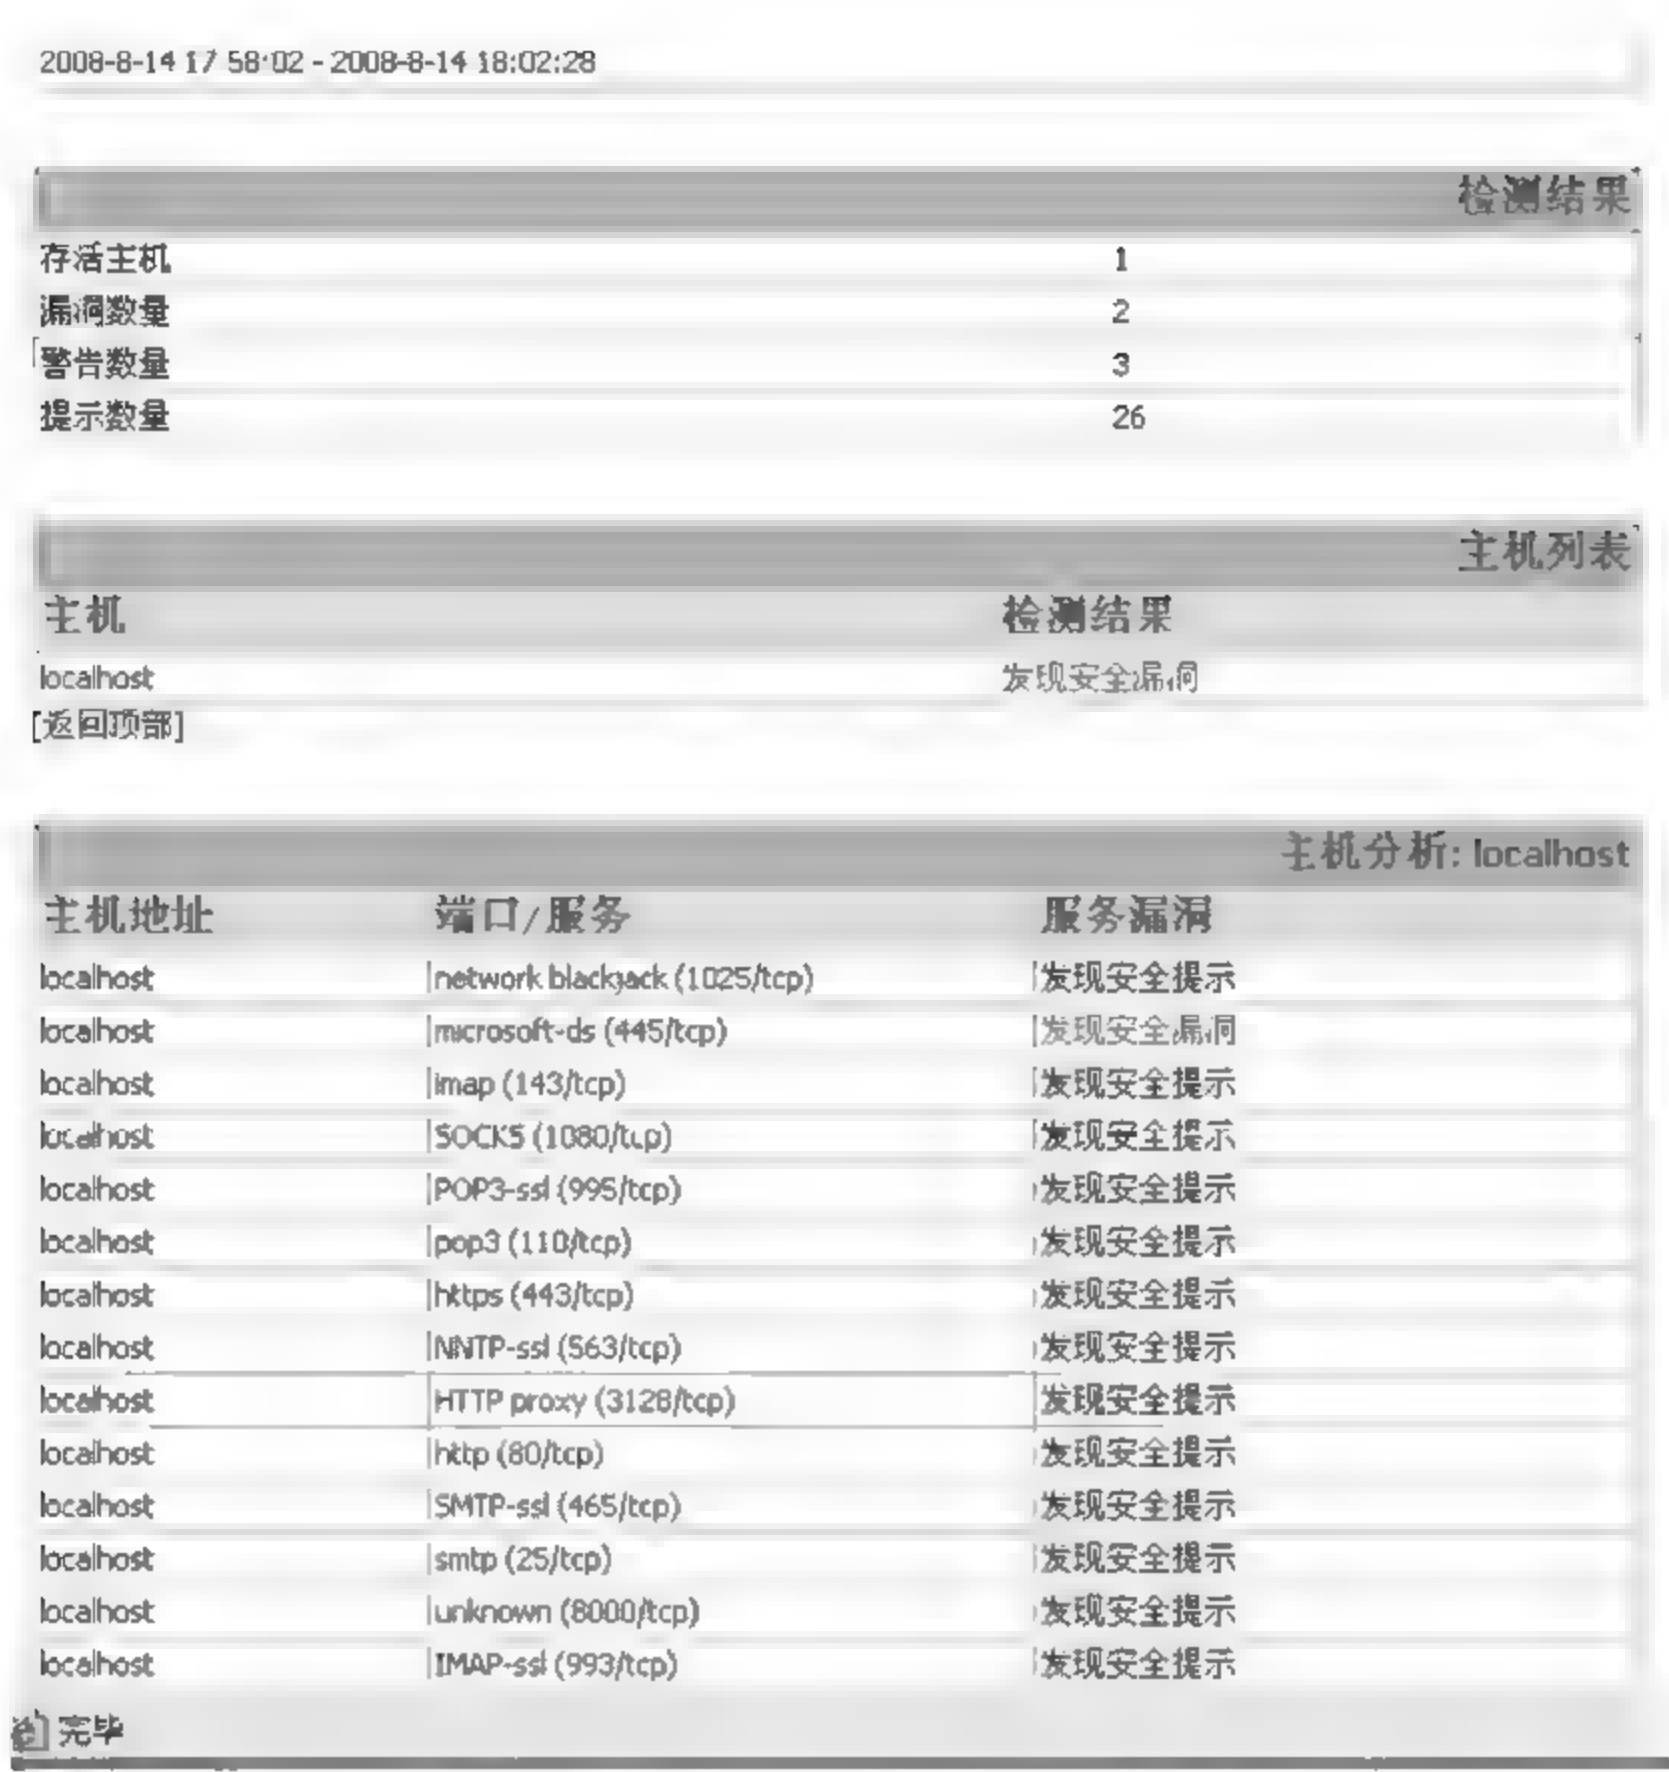 2008-8-14 17:58:02 - 2008-8-14 18:02:28
检测结果
存活主机 1
漏洞数量 2
警告数量 3
提示数量 26
主机列表
主机 检测结果
localhost 发现安全漏洞
[返回顶部]
主机分析: localhost
主机地址 端口/服务 服务漏洞
localhost network blackjack (1025/tcp) 发现安全提示
localhost microsoft-ds (445/tcp) 发现安全漏洞
localhost imap (143/tcp) 发现安全提示
localhost SOCKS (1080/tcp) 发现安全提示
localhost POP3-ssl (995/tcp) 发现安全提示
localhost pop3 (110/tcp) 发现安全提示
localhost https (443/tcp) 发现安全提示
localhost NNTP-ssl (563/tcp) 发现安全提示
localhost HTTP proxy (3128/tcp) 发现安全提示
localhost http (80/tcp) 发现安全提示
localhost SMTP-ssl (465/tcp) 发现安全提示
localhost smtp (25/tcp) 发现安全提示
localhost unknown (8000/tcp) 发现安全提示
localhost IMAP-ssl (993/tcp) 发现安全提示
完毕